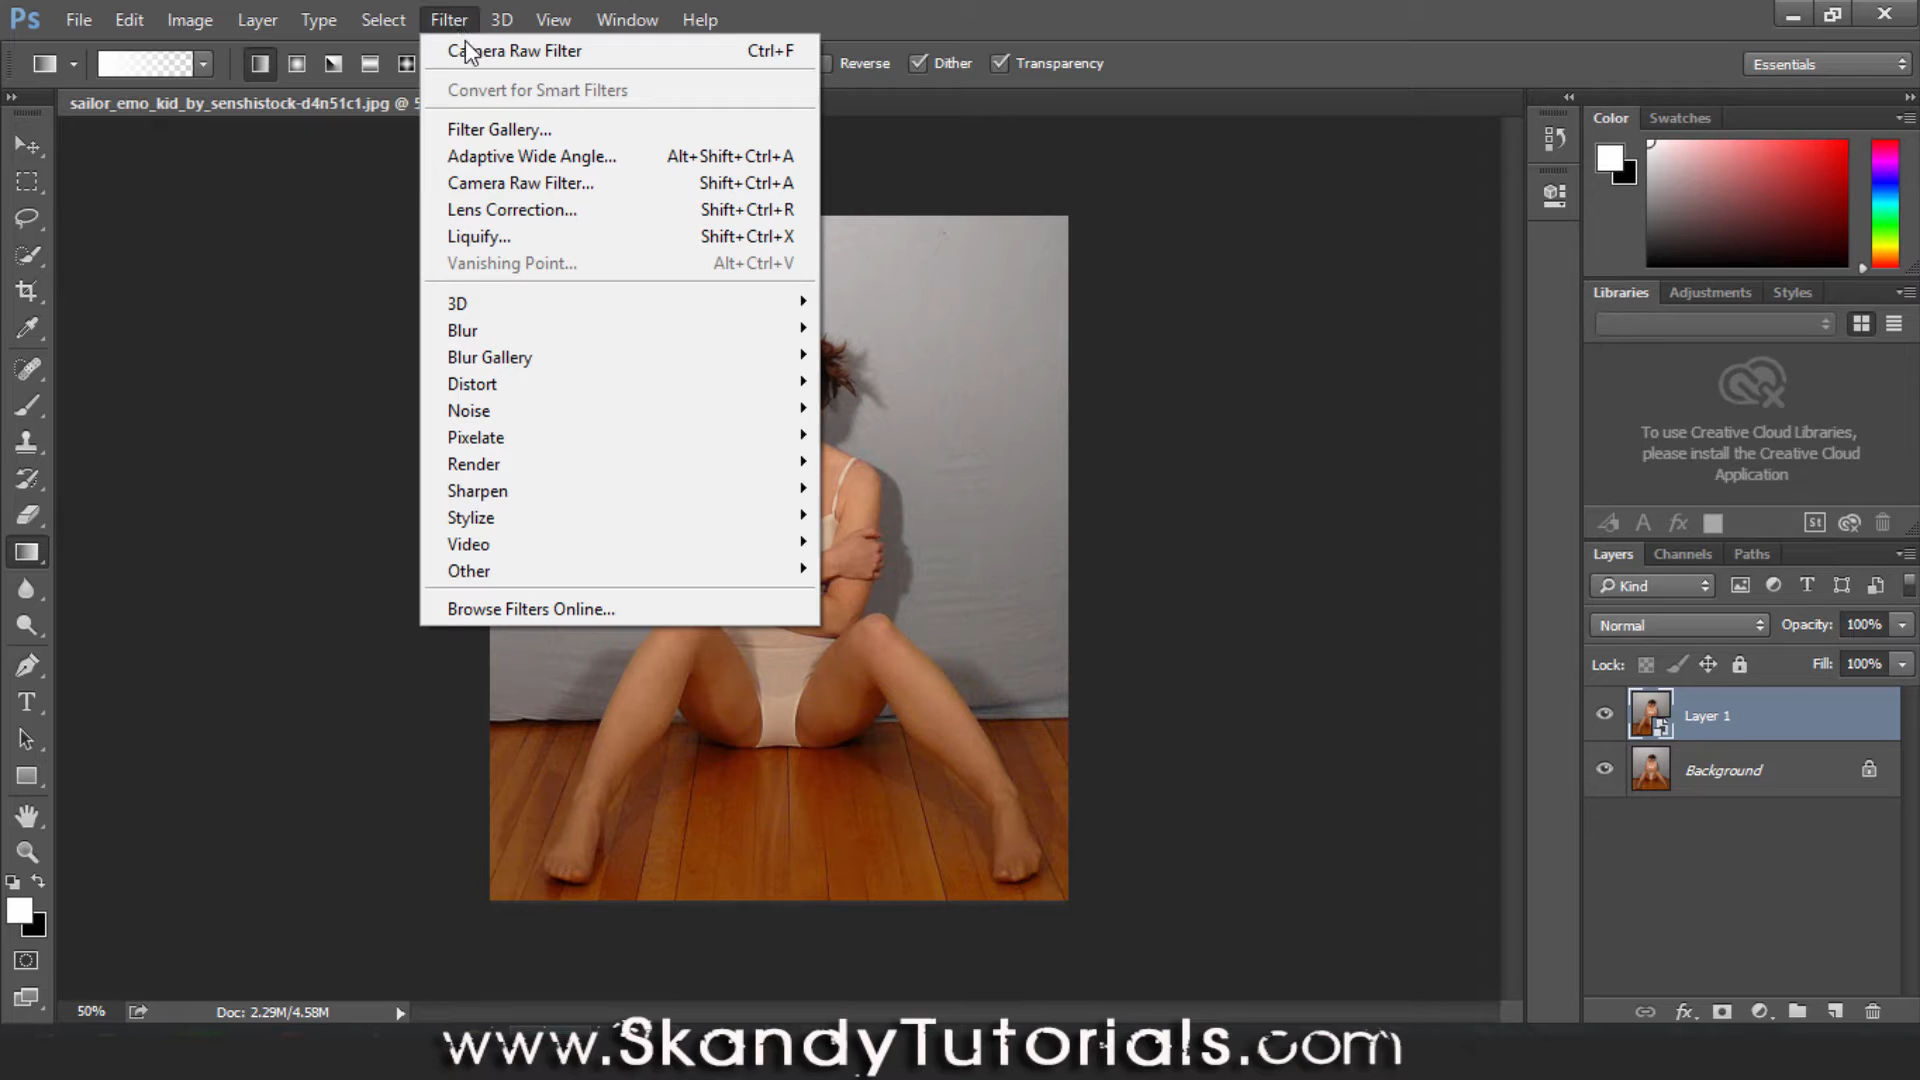 Ps File Edit Image Layer Type Select Filter 3D View Window Help
Reverse Dither Transparency Essentials
sailor_emo_kid_by_senshistock-d4n51c1.jpg @ 5
Camera Raw Filter Ctrl+F
Convert for Smart Filters
Filter Gallery...
Adaptive Wide Angle... Alt+Shift+Ctrl+A
Camera Raw Filter... Shift+Ctrl+A
Lens Correction... Shift+Ctrl+R
Liquify... Shift+Ctrl+X
Vanishing Point... Alt+Ctrl+V
3D
Blur
Blur Gallery
Distort
Noise
Pixelate
Render
Sharpen
Stylize
Video
Other
Browse Filters Online...
Color Swatches
Libraries Adjustments Styles
To use Creative Cloud Libraries,
please install the Creative Cloud
Application
St
Layers Channels Paths
Kind
Normal Opacity: 100%
Lock: Fill: 100%
Layer 1
Background
50% Doc: 2.29M/4.58M
www.SkandyTutorials.com